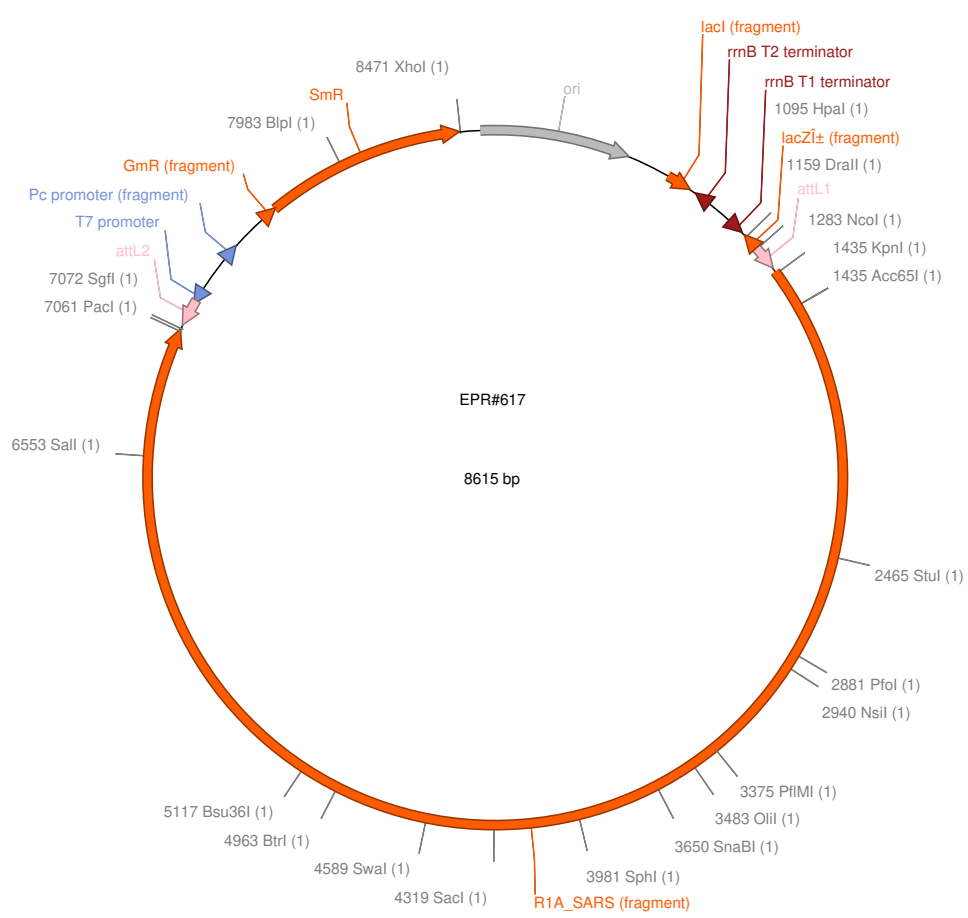 lacI (fragment)
rrnB T2 terminator
8471 XhoI (1)
rrnB T1 terminator
ori
SmR
1095 HpaI (1)
7983 BlpI (1)
lacZÎ± (fragment)
GmR (fragment)
1159 DraII (1)
attL1
Pc promoter (fragment)
1283 NcoI (1)
T7 promoter
1435 KpnI (1)
attL2
7072 SgfI (1)
1435 Acc65I (1)
7061 PacI (1)
EPR#617
6553 SalI (1)
8615 bp
2465 StuI (1)
2881 PfoI (1)
2940 NsiI (1)
3375 PflMI (1)
5117 Bsu36I (1)
3483 OliI (1)
4963 BtrI (1)
3650 SnaBI (1)
4589 SwaI (1)
3981 SphI (1)
4319 SacI (1)
R1A_SARS (fragment)